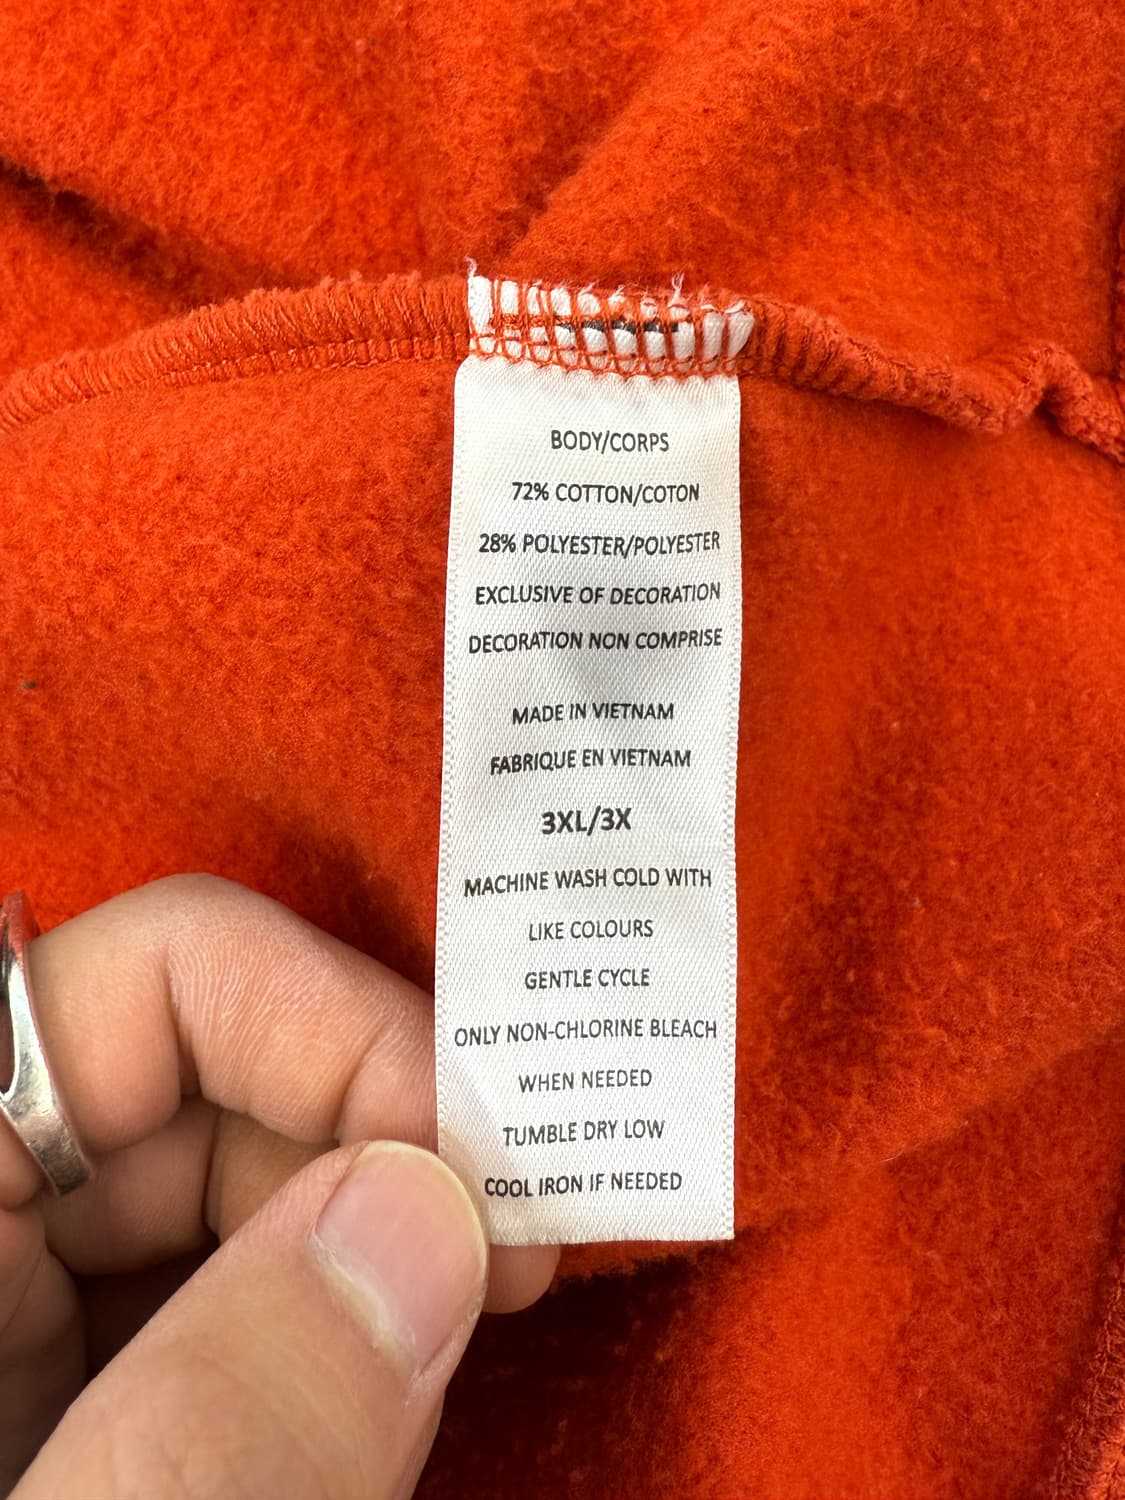 BODY/CORPS
72% COTTON/COTON
28% POLYESTER/POLYESTER
EXCLUSIVE OF DECORATION
DECORATION NON COMPRISE
MADE IN VIETNAM
FABRIQUE EN VIETNAM
3XL/3X
MACHINE WASH COLD WITH
LIKE COLOURS
GENTLE CYCLE
ONLY NON-CHLORINE BLEACH
WHEN NEEDED
TUMBLE DRY LOW
COOL IRON IF NEEDED